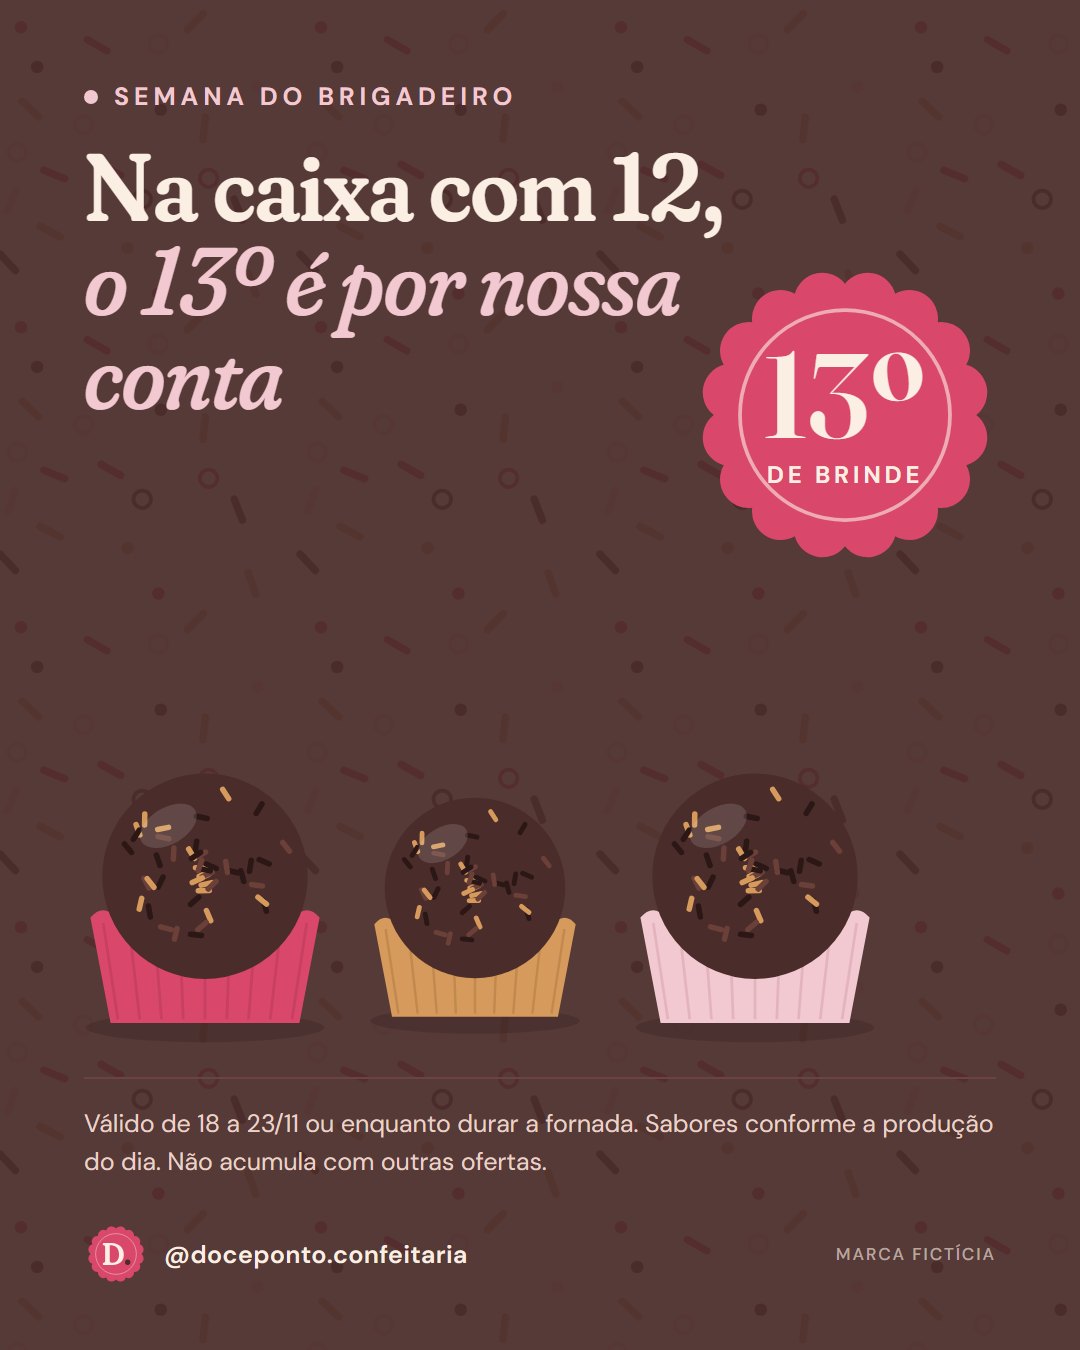 SEMANA DO BRIGADEIRO
Na caixa com 12,
o 13º é por nossa
conta
13º
DE BRINDE
Válido de 18 a 23/11 ou enquanto durar a fornada. Sabores conforme a produção
do dia. Não acumula com outras ofertas.
D.
@doceponto.confeitaria
MARCA FICTÍCIA